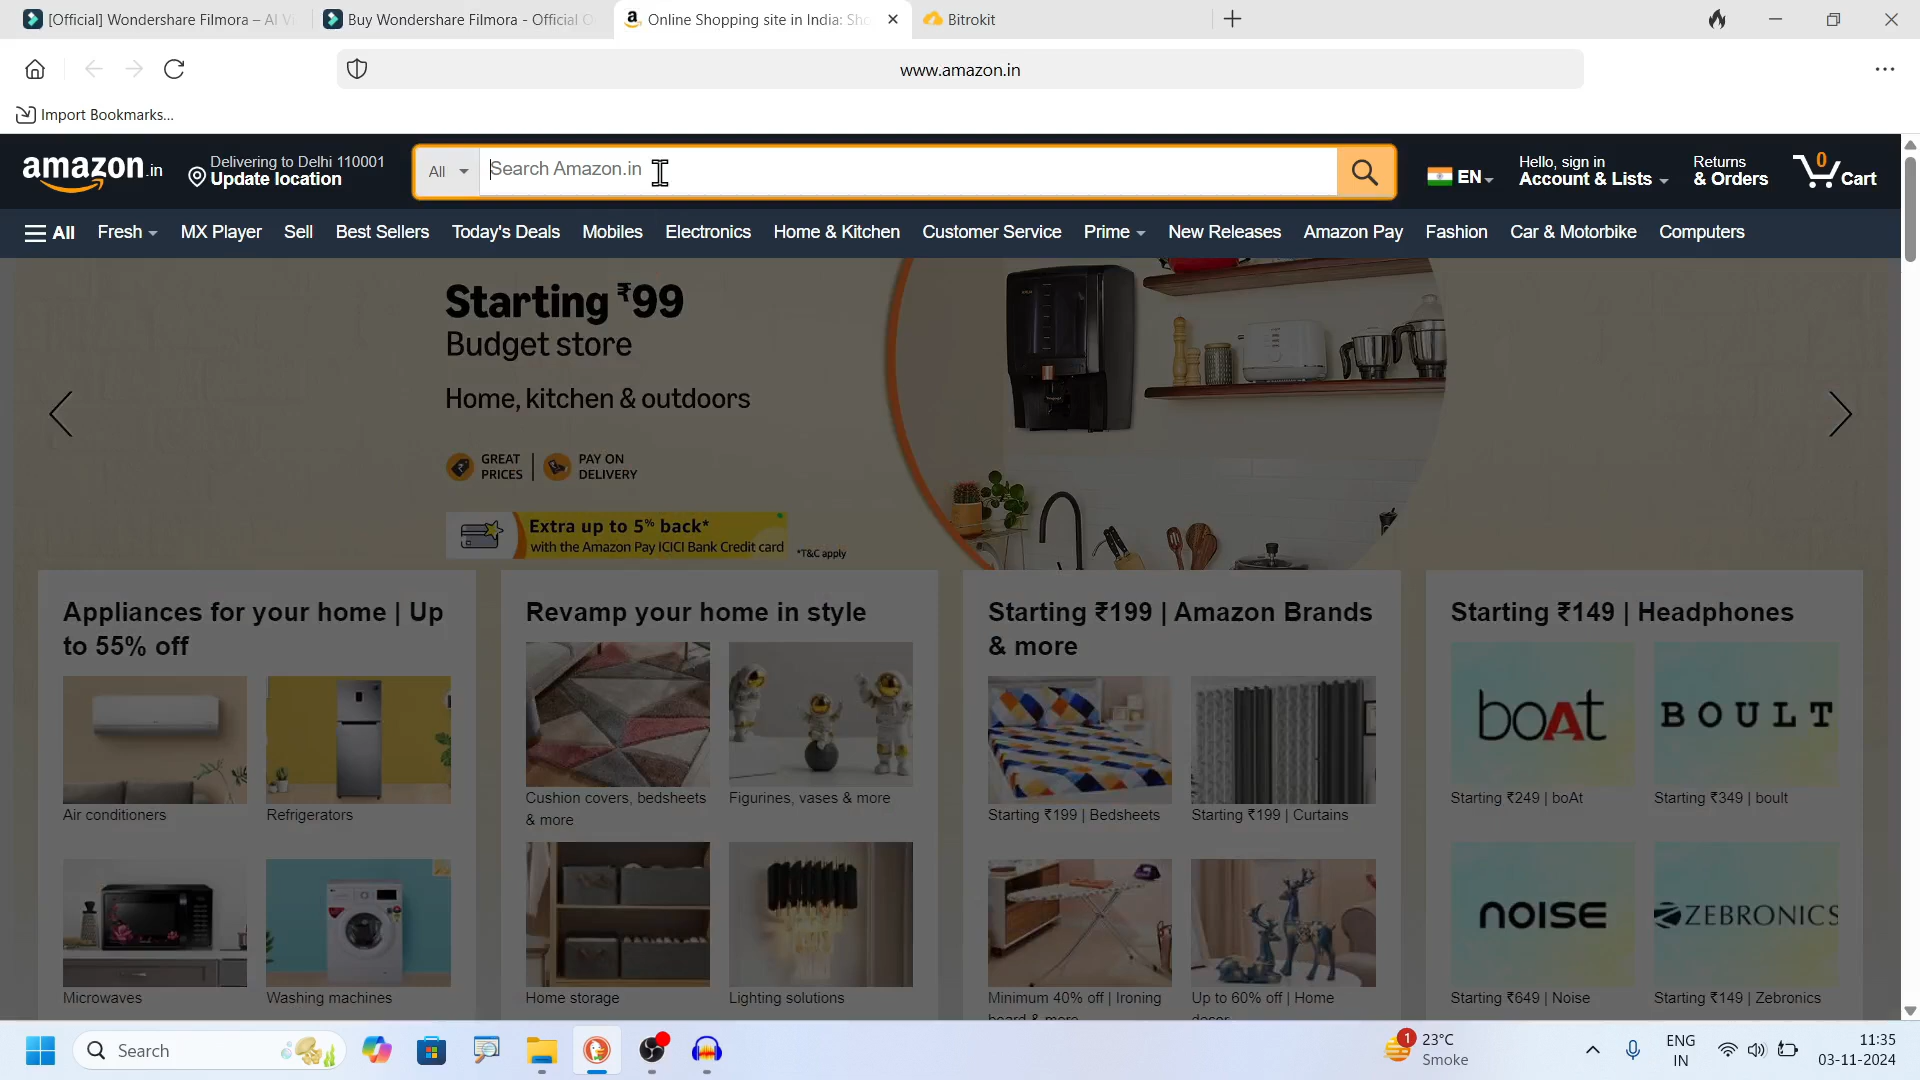 [Official] Wondershare Filmora – AI Vi
Buy Wondershare Filmora - Official O
Online Shopping site in India: Sho
Bitrokit
www.amazon.in
Import Bookmarks...
amazon.in
Delivering to Delhi 110001
Update location
All
Search Amazon.in
EN
Hello, sign in
Account & Lists
Returns
& Orders
0
Cart
All
Fresh
MX Player
Sell
Best Sellers
Today's Deals
Mobiles
Electronics
Home & Kitchen
Customer Service
Prime
New Releases
Amazon Pay
Fashion
Car & Motorbike
Computers
Starting ₹99
Budget store
Home, kitchen & outdoors
GREAT
PRICES
PAY ON
DELIVERY
Extra up to 5% back*
with the Amazon Pay ICICI Bank Credit card
*T&C apply
Appliances for your home | Up
to 55% off
Air conditioners
Refrigerators
Microwaves
Washing machines
Revamp your home in style
Cushion covers, bedsheets
& more
Figurines, vases & more
Home storage
Lighting solutions
Starting ₹199 | Amazon Brands
& more
Starting ₹199 | Bedsheets
Starting ₹199 | Curtains
Minimum 40% off | Ironing
board & more
Up to 60% off | Home
decor
Starting ₹149 | Headphones
boAt
BOULT
Starting ₹249 | boAt
Starting ₹349 | boult
NOISE
ZEBRONICS
Starting ₹649 | Noise
Starting ₹149 | Zebronics
Search
1
23°C
Smoke
ENG
IN
11:35
03-11-2024